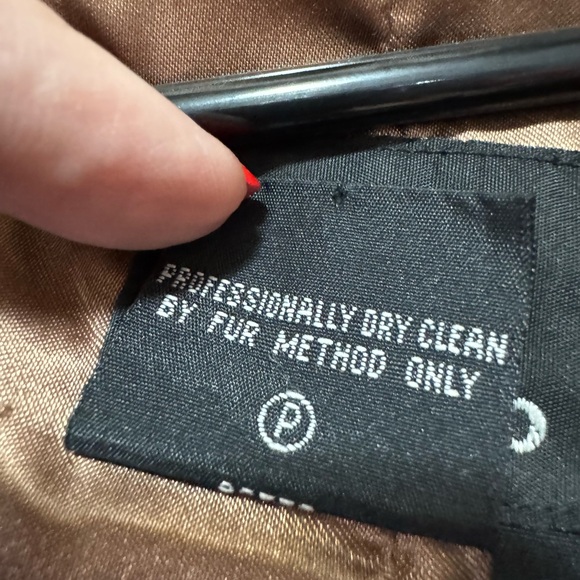 PROFESSIONALLY DRY CLEAN
BY FUR METHOD ONLY
P